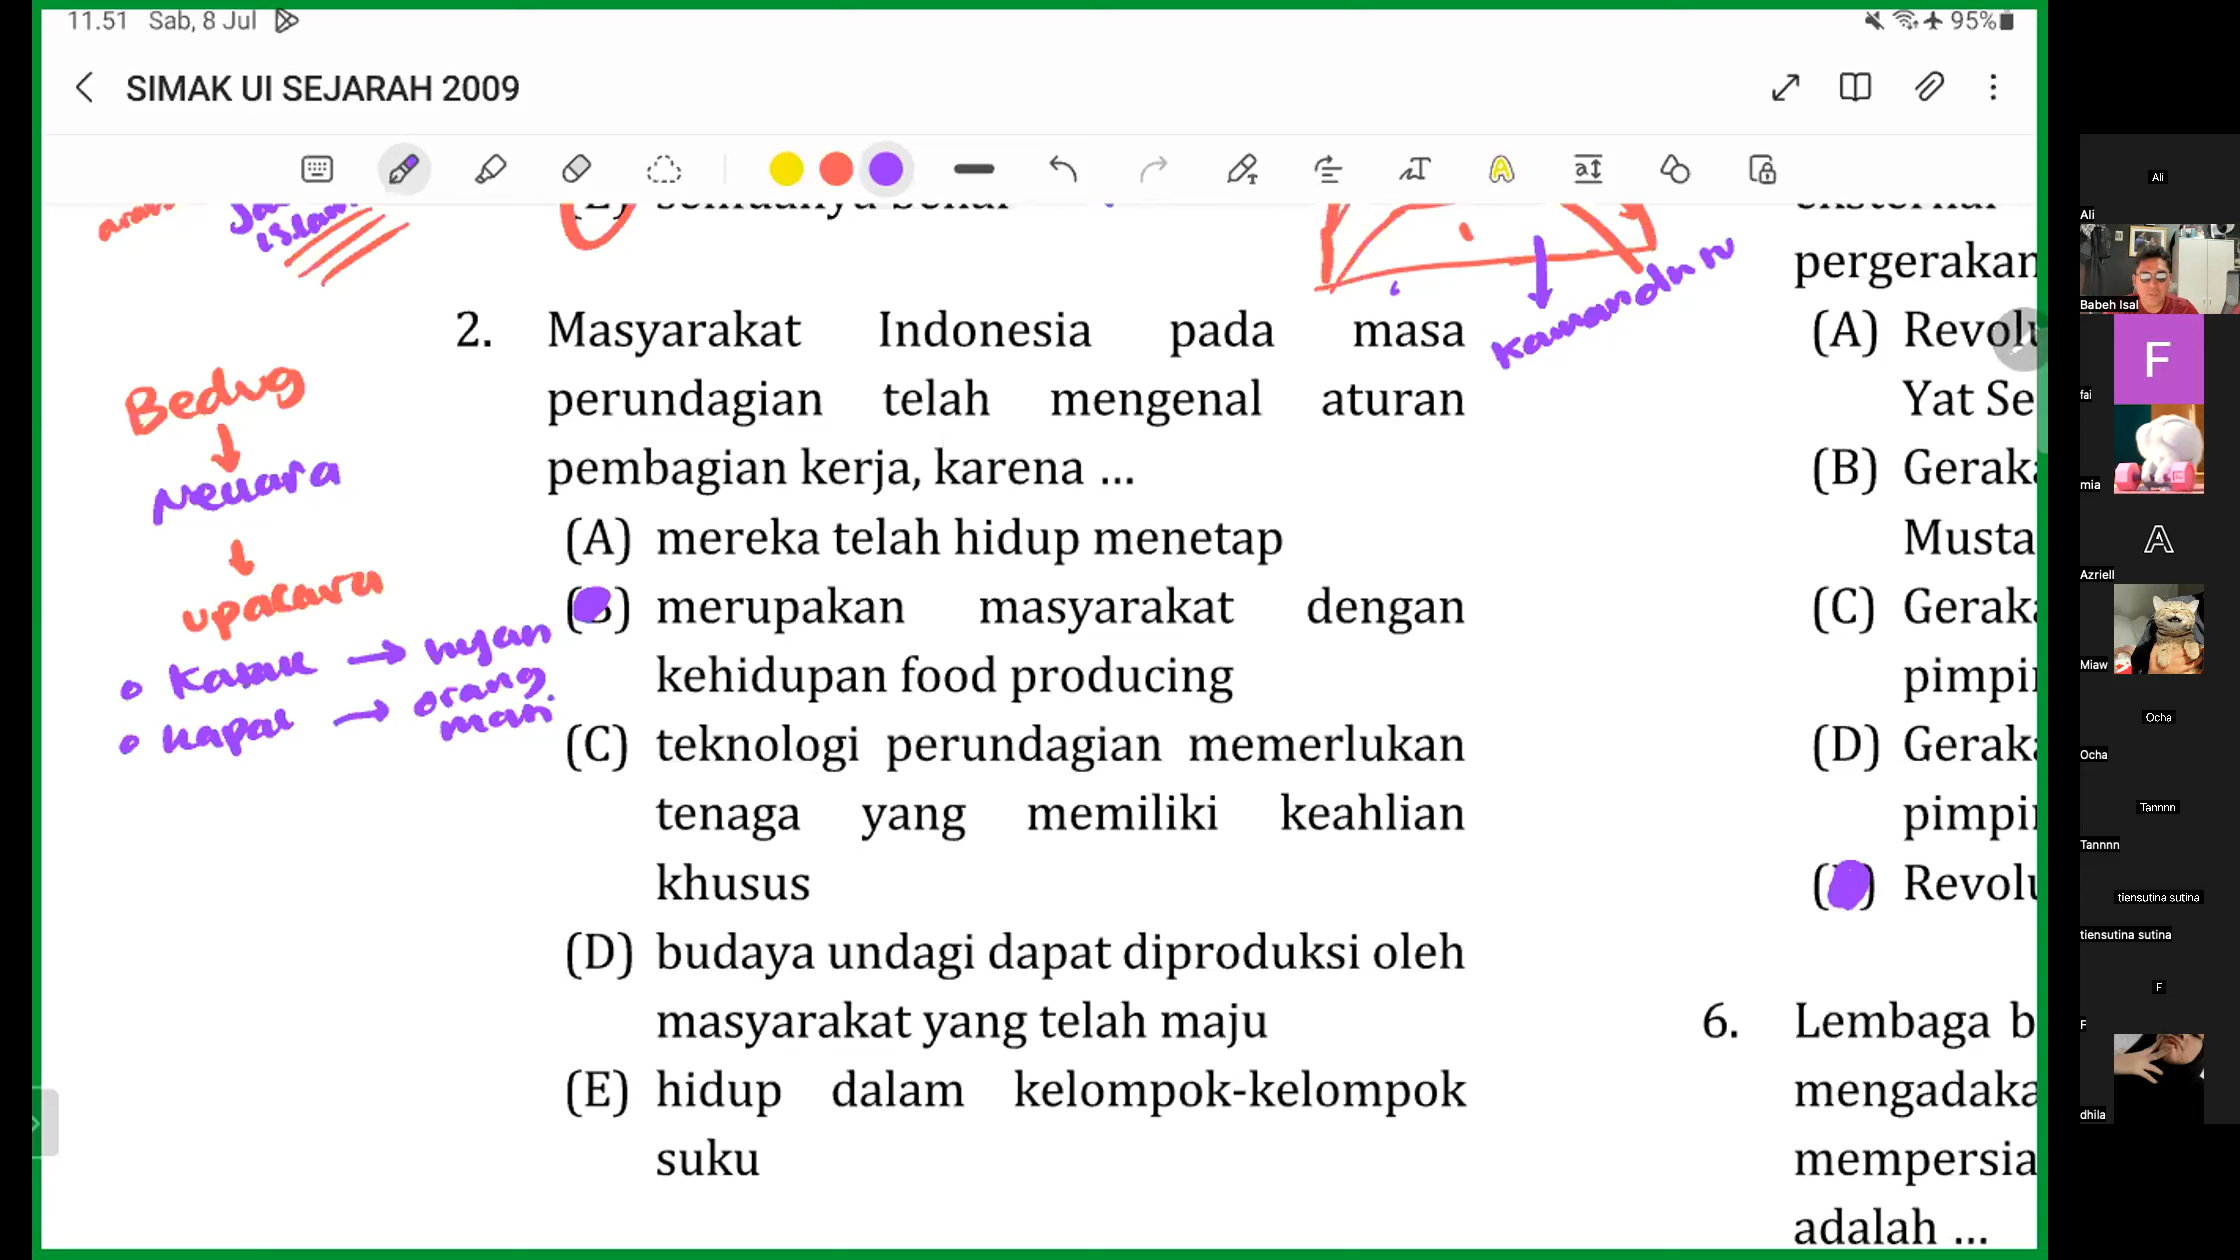 11.51 Sab, 8 Jul
95%
SIMAK UI SEJARAH 2009
Islam
2. Masyarakat Indonesia pada masa
perundagian telah mengenal aturan
pembagian kerja, karena ...
(A) mereka telah hidup menetap
(B) merupakan masyarakat dengan
kehidupan food producing
(C) teknologi perundagian memerlukan
tenaga yang memiliki keahlian
khusus
(D) budaya undagi dapat diproduksi oleh
masyarakat yang telah maju
(E) hidup dalam kelompok-kelompok
suku
Bedug
Nekara
upacara
Katak → hujan
kapal → orang
mati
pergerakan
(A) Revolu
Yat Se
(B) Gerak
Musta
(C) Gerak
pimpi
(D) Gerak
pimpi
Revolu
6. Lembaga b
mengadaka
mempersia
adalah ...
Ali
Ali
Babeh Isal
F
fai
mia
A
Azriell
Miaw
Ocha
Ocha
Tannnn
Tannnn
tiensutina sutina
tiensutina sutina
F
F
dhila